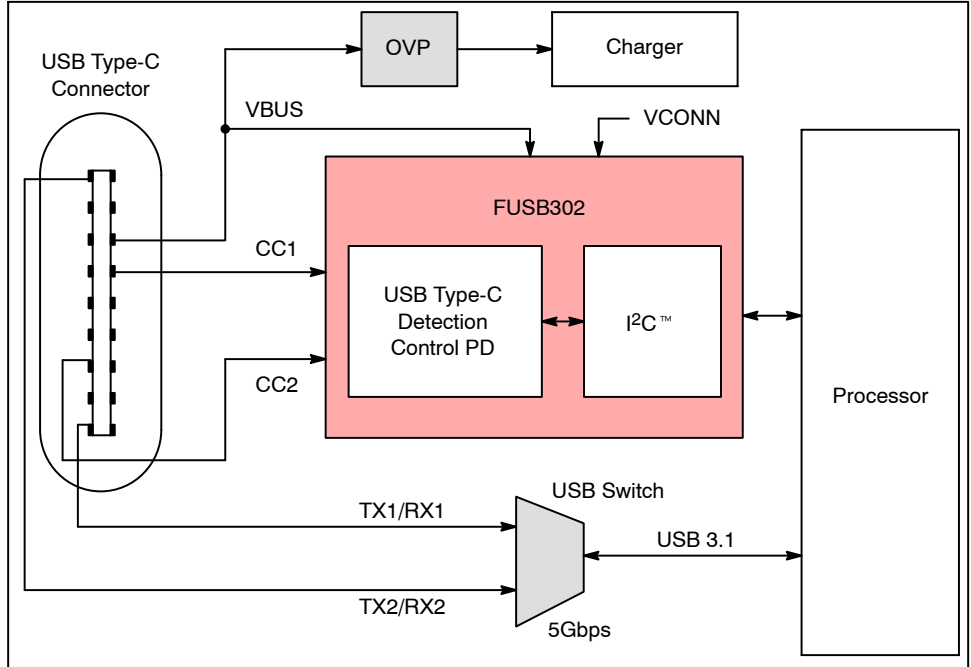 USB Type-C
Connector
OVP
Charger
VBUS
VCONN
FUSB302
CC1
USB Type-C
Detection
Control PD
I²C™
CC2
Processor
USB Switch
TX1/RX1
USB 3.1
TX2/RX2
5Gbps